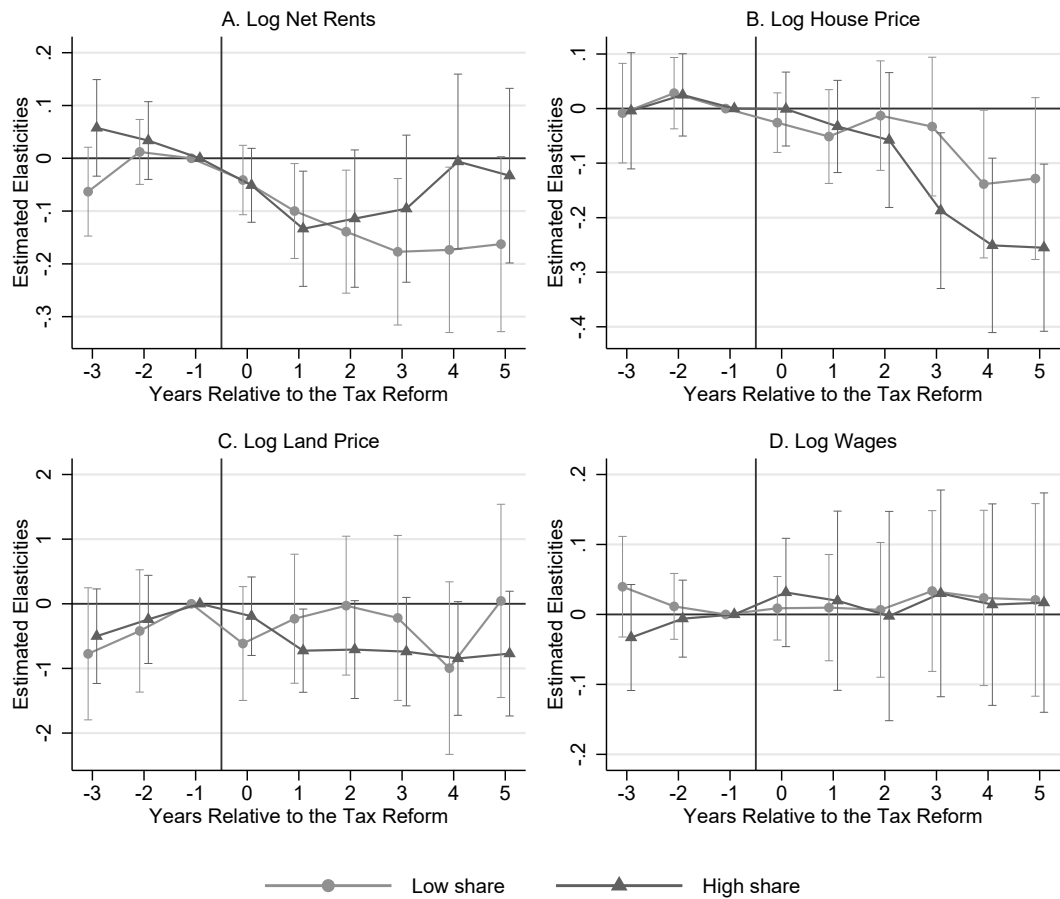 A. Log Net Rents
Estimated Elasticities
.2
.1
0
-.1
-.2
-.3
-3 -2 -1 0 1 2 3 4 5
Years Relative to the Tax Reform
B. Log House Price
Estimated Elasticities
.1
0
-.1
-.2
-.3
-.4
-3 -2 -1 0 1 2 3 4 5
Years Relative to the Tax Reform
C. Log Land Price
Estimated Elasticities
2
1
0
-1
-2
-3 -2 -1 0 1 2 3 4 5
Years Relative to the Tax Reform
D. Log Wages
Estimated Elasticities
.2
.1
0
-.1
-.2
-3 -2 -1 0 1 2 3 4 5
Years Relative to the Tax Reform
Low share High share